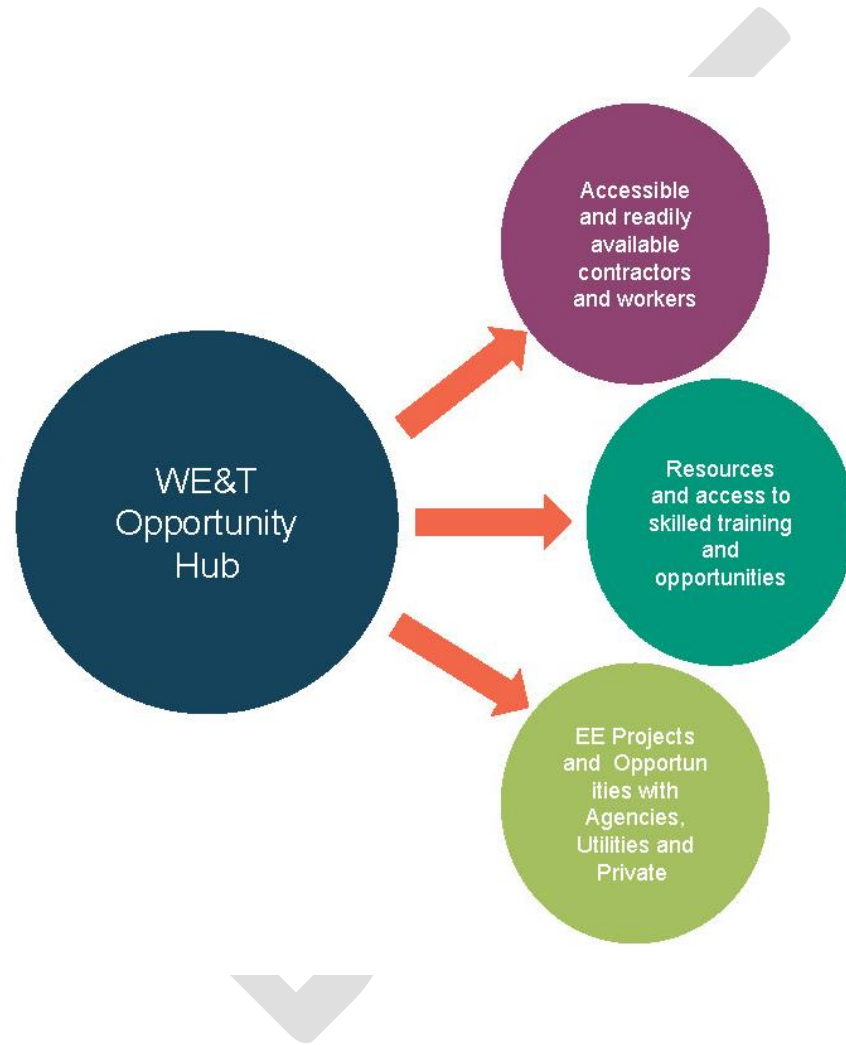 Accessible
and readily
available
contractors
and workers
WE&T
Opportunity
Hub
Resources
and access to
skilled training
and
opportunities
EE Projects
and  Opportun
ities with
Agencies,
Utilities and
Private